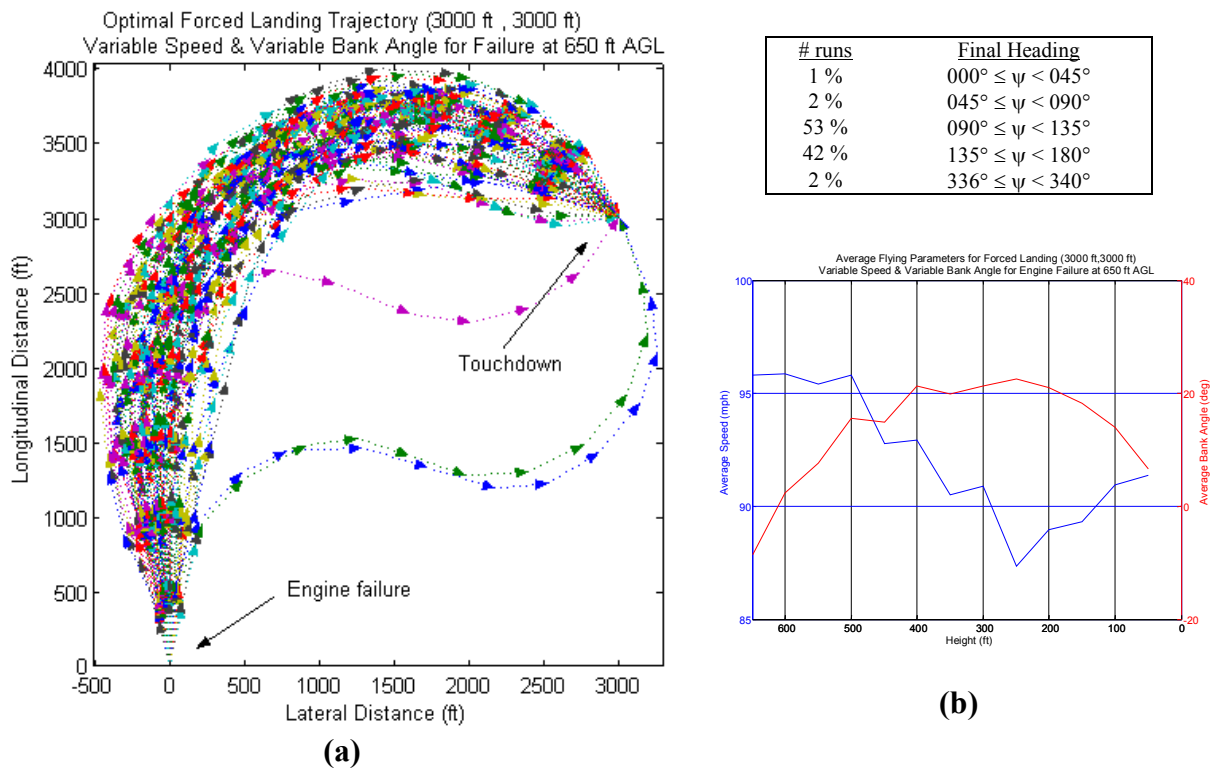 Optimal Forced Landing Trajectory (3000 ft , 3000 ft)
Variable Speed & Variable Bank Angle for Failure at 650 ft AGL
4000
3500
3000
2500
2000
1500
1000
500
0
Longitudinal Distance (ft)
Touchdown
Engine failure
-500 0 500 1000 1500 2000 2500 3000
Lateral Distance (ft)
(a)
# runs Final Heading
1 % 000° ≤ ψ < 045°
2 % 045° ≤ ψ < 090°
53 % 090° ≤ ψ < 135°
42 % 135° ≤ ψ < 180°
2 % 336° ≤ ψ < 340°
Average Flying Parameters for Forced Landing (3000 ft,3000 ft)
Variable Speed & Variable Bank Angle for Engine Failure at 650 ft AGL
100
95
90
85
Average Speed (mph)
40
20
0
-20
Average Bank Angle (deg)
600 500 400 300 200 100 0
Height (ft)
(b)